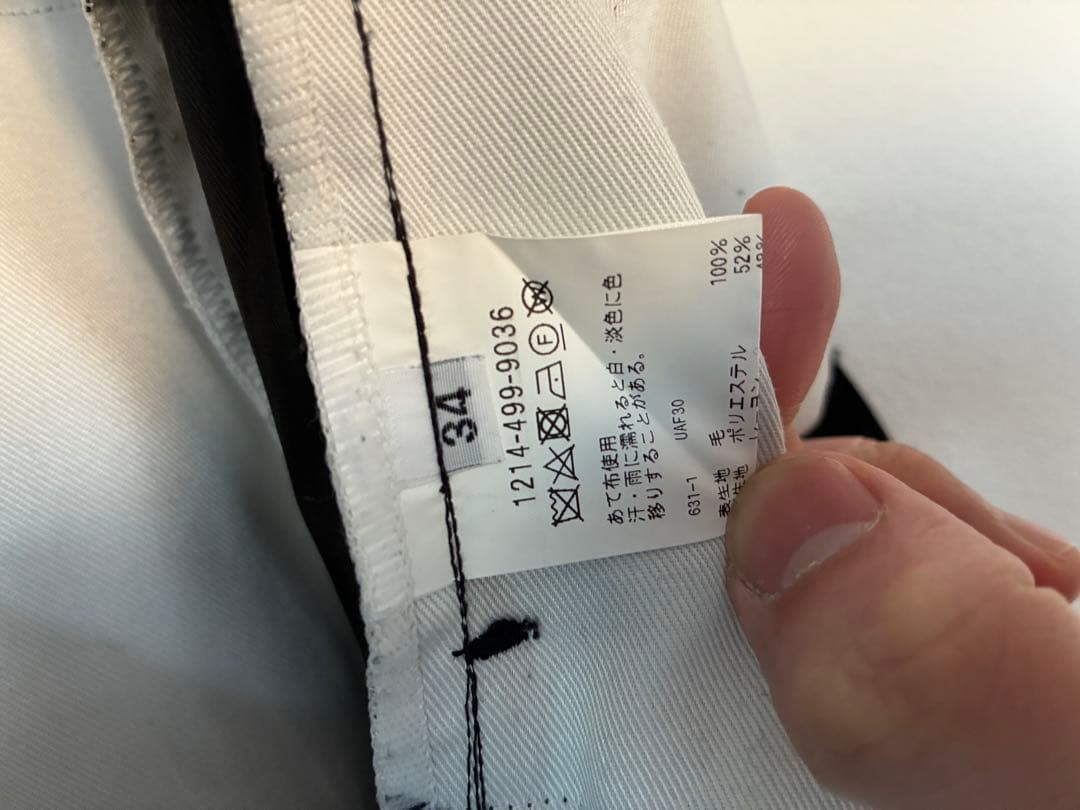 34
1214-499-9036
F W
あて布使用
汗・雨に濡れると白・淡色に色
移りすることがある。
631-1 UAF30
表生地 毛 100%
ポリエステル 52%